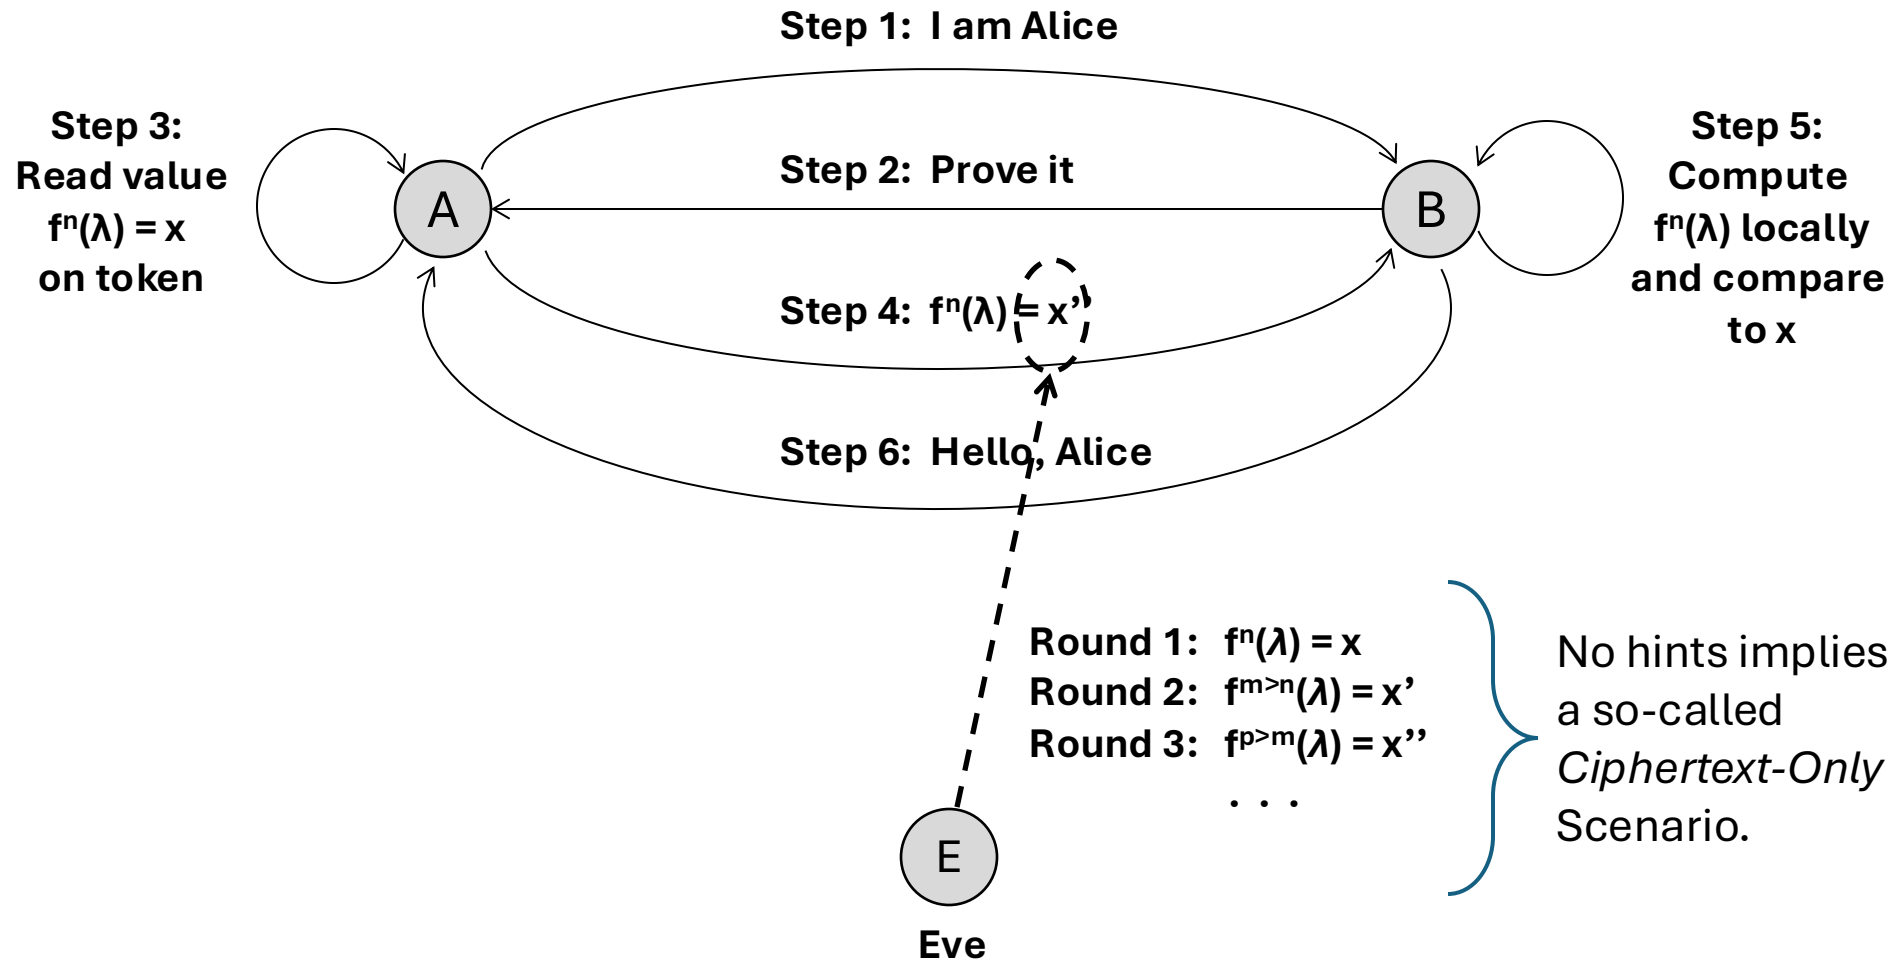 Step 1: I am Alice
Step 3:
Read value
fⁿ(λ) = x
on token
A
Step 2: Prove it
B
Step 5:
Compute
fⁿ(λ) locally
and compare
to x
Step 4: fⁿ(λ) = x’’
Step 6: Hello, Alice
Round 1: fⁿ(λ) = x
Round 2: fᵐ﹥ⁿ(λ) = x’
Round 3: fᵖ﹥ᵐ(λ) = x’’
. . .
No hints implies
a so-called
Ciphertext-Only
Scenario.
E
Eve